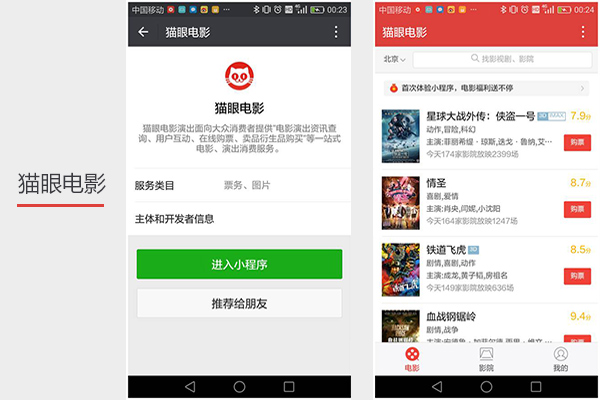 猫眼电影
中国移动
4G
00:23
猫眼电影
猫眼电影
猫眼电影演出面向大众消费者提供“电影演出资讯查
询、用户互动、在线购票、卖品衍生品购买”等一站式
电影、演出消费服务。
服务类目
票务、图片
主体和开发者信息
进入小程序
推荐给朋友
中国移动
4G
00:24
猫眼电影
北京
找影视剧、影院
首次体验小程序，电影福利送不停
星球大战外传：侠盗一号 3D IMAX 7.9分
动作,冒险,科幻
主演:菲丽希缇·琼斯,迭戈·鲁纳,艾…
购票
今天174家影院放映2399场
情圣 8.7分
喜剧,爱情
主演:肖央,闫妮,小沈阳
购票
今天164家影院放映1247场
铁道飞虎 3D 8.5分
剧情,喜剧,动作
主演:成龙,黄子韬,房祖名
购票
今天149家影院放映636场
血战钢锯岭 9.4分
剧情,战争
购票
电影
影院
我的